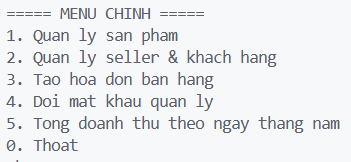 ===== MENU CHINH =====
1. Quan ly san pham
2. Quan ly seller & khach hang
3. Tao hoa don ban hang
4. Doi mat khau quan ly
5. Tong doanh thu theo ngay thang nam
0. Thoat